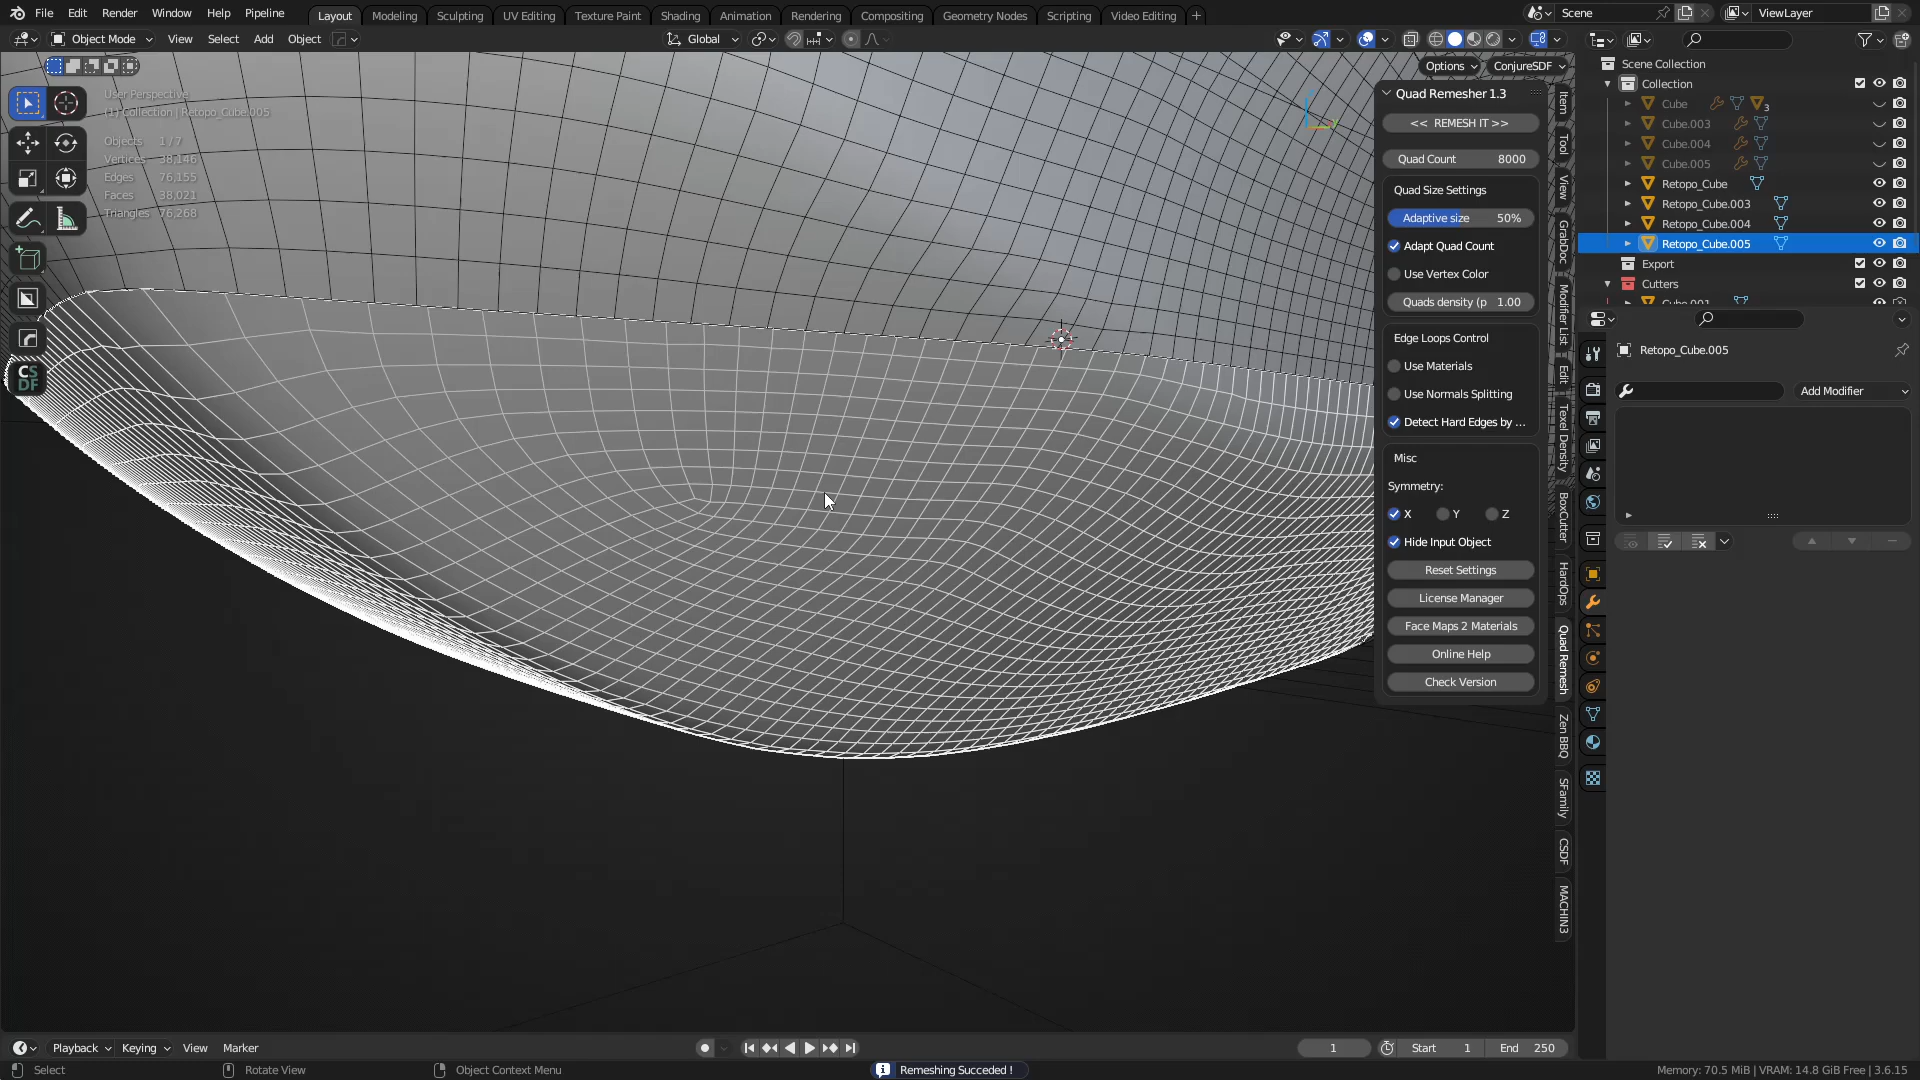 File Edit Render Window Help Pipeline
Layout Modeling Sculpting UV Editing Texture Paint Shading Animation Rendering Compositing Geometry Nodes Scripting Video Editing +
Scene
ViewLayer
Object Mode View Select Add Object
Global
Options ConjureSDF
User Perspective
(1) Collection | Retopo_Cube.005
Objects 1 / 7
Vertices 38,146
Edges 76,155
Faces 38,021
Triangles 76,268
CS
DF
Y
Quad Remesher 1.3
<< REMESH IT >>
Quad Count 8000
Quad Size Settings
Adaptive size 50%
Adapt Quad Count
Use Vertex Color
Quads density (p 1.00
Edge Loops Control
Use Materials
Use Normals Splitting
Detect Hard Edges by ...
Misc
Symmetry:
X Y Z
Hide Input Object
Reset Settings
License Manager
Face Maps 2 Materials
Online Help
Check Version
Item
Tool
View
GrabDoc
Modifier List
Edit
Texel Density
BoxCutter
HardOps
Quad Remesh
Zen BBQ
SFamily
CSDF
MACHIN3
Scene Collection
Collection
Cube 3
Cube.003
Cube.004
Cube.005
Retopo_Cube
Retopo_Cube.003
Retopo_Cube.004
Retopo_Cube.005
Export
Cutters
Cube.001
Retopo_Cube.005
Add Modifier
Playback Keying View Marker
1 Start 1 End 250
Select Rotate View Object Context Menu
Remeshing Succeded !
Memory: 70.5 MiB | VRAM: 14.8 GiB Free | 3.6.15